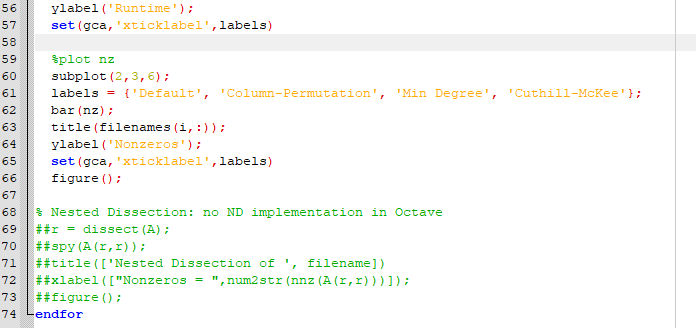 56 ylabel('Runtime');
57 set(gca,'xticklabel',labels)
58
59 %plot nz
60 subplot(2,3,6);
61 labels = {'Default', 'Column-Permutation', 'Min Degree', 'Cuthill-McKee'};
62 bar(nz);
63 title(filenames(i,:));
64 ylabel('Nonzeros');
65 set(gca,'xticklabel',labels)
66 figure();
67
68 % Nested Dissection: no ND implementation in Octave
69 ##r = dissect(A);
70 ##spy(A(r,r));
71 ##title(['Nested Dissection of ', filename])
72 ##xlabel(["Nonzeros = ",num2str(nnz(A(r,r)))]);
73 ##figure();
74 endfor